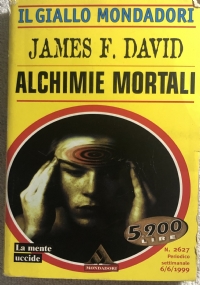 IL GIALLO MONDADORI
JAMES F. DAVID
ALCHIMIE MORTALI
5.900
LIRE
La mente
uccide
MONDADORI
N. 2627
Periodico
settimanale
6/6/1999